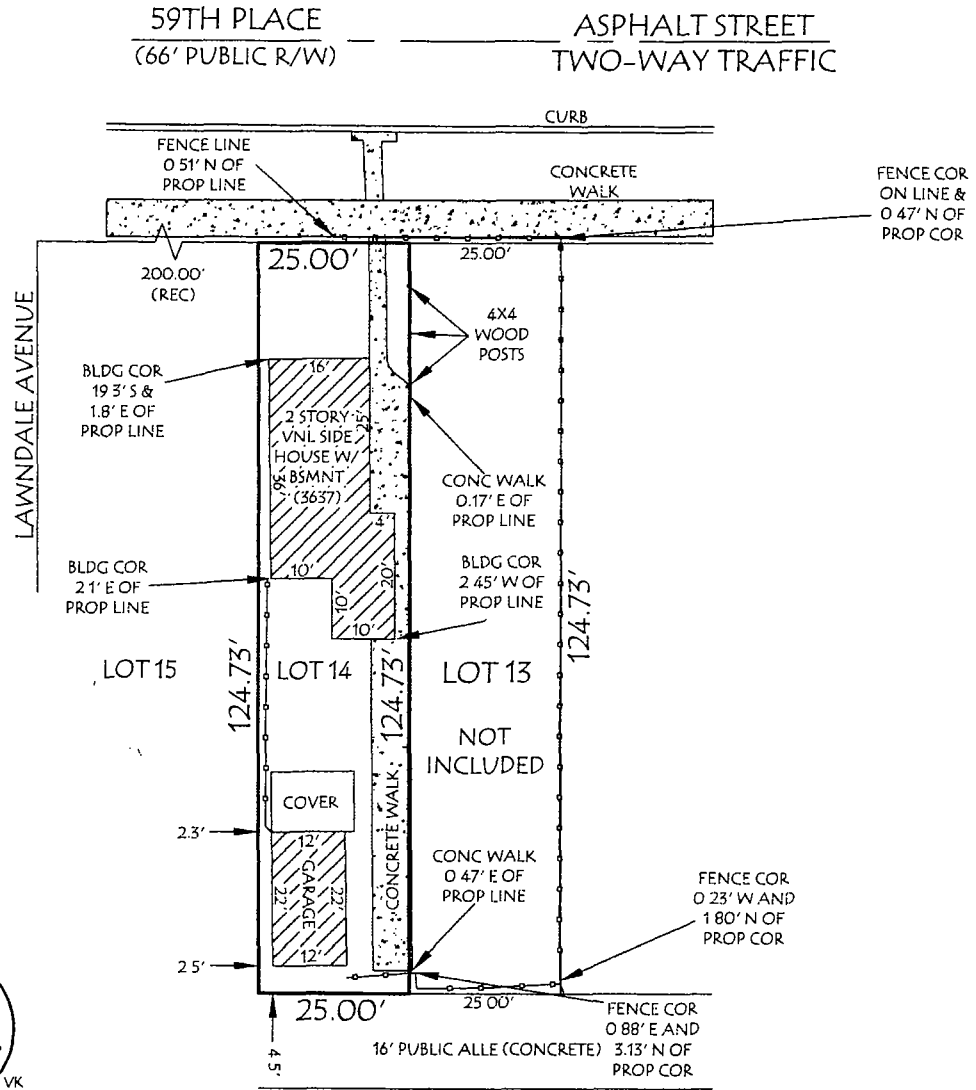 59TH PLACE
(66' PUBLIC R/W)
ASPHALT STREET
TWO-WAY TRAFFIC
CURB
FENCE LINE
0 51' N OF
PROP LINE
CONCRETE
WALK
FENCE COR
ON LINE &
0 47' N OF
PROP COR
25.00'
25.00'
200.00'
(REC)
LAWNDALE AVENUE
4X4
WOOD
POSTS
BLDG COR
19 3' S &
1.8' E OF
PROP LINE
16'
2 STORY
VNL SIDE
HOUSE W/
BSMNT
(3637)
25'
36'
CONC WALK
0.17' E OF
PROP LINE
4'
BLDG COR
2 1' E OF
PROP LINE
10'
10'
20'
10'
BLDG COR
2 45' W OF
PROP LINE
LOT 15
124.73'
LOT 14
124.73'
LOT 13
124.73'
NOT
INCLUDED
COVER
2.3'
12'
GARAGE
22'
22'
12'
CONCRETE WALK
CONC WALK
0 47' E OF
PROP LINE
FENCE COR
0 23' W AND
1 80' N OF
PROP COR
2 5'
25.00'
25 00'
4.5'
16' PUBLIC ALLE (CONCRETE)
FENCE COR
0 88' E AND
3.13' N OF
PROP COR
VK